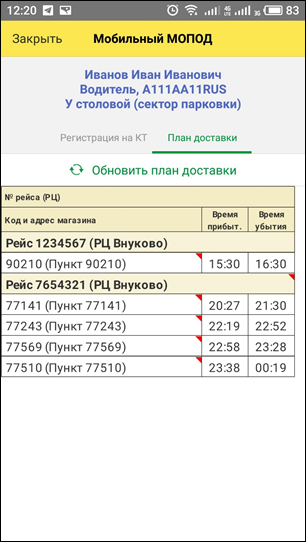 12:20 4G LTE 3G 83
Закрыть Мобильный МОПОД
Иванов Иван Иванович
Водитель, А111АА11RUS
У столовой (сектор парковки)
Регистрация на КТ План доставки
Обновить план доставки
№ рейса (РЦ)
Код и адрес магазина Время прибыт. Время убытия
Рейс 1234567 (РЦ Внуково)
90210 (Пункт 90210) 15:30 16:30
Рейс 7654321 (РЦ Внуково)
77141 (Пункт 77141) 20:27 21:30
77243 (Пункт 77243) 22:19 22:52
77569 (Пункт 77569) 22:58 23:28
77510 (Пункт 77510) 23:38 00:19